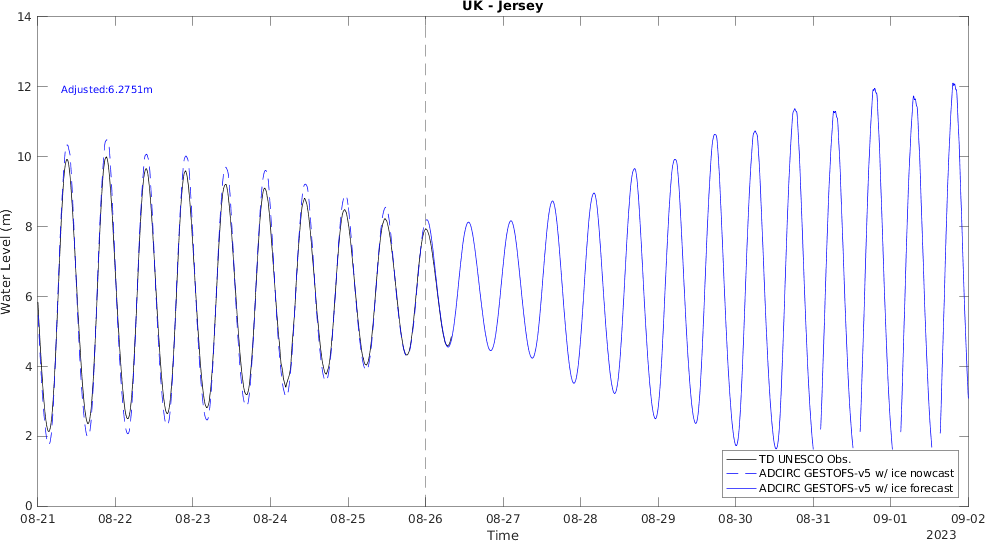 UK - Jersey
14
12
10
8
6
4
2
0
Water Level (m)
Adjusted:6.2751m
TD UNESCO Obs.
ADCIRC GESTOFS-v5 w/ ice nowcast
ADCIRC GESTOFS-v5 w/ ice forecast
08-21 08-22 08-23 08-24 08-25 08-26 08-27 08-28 08-29 08-30 08-31 09-01 09-02
Time
2023